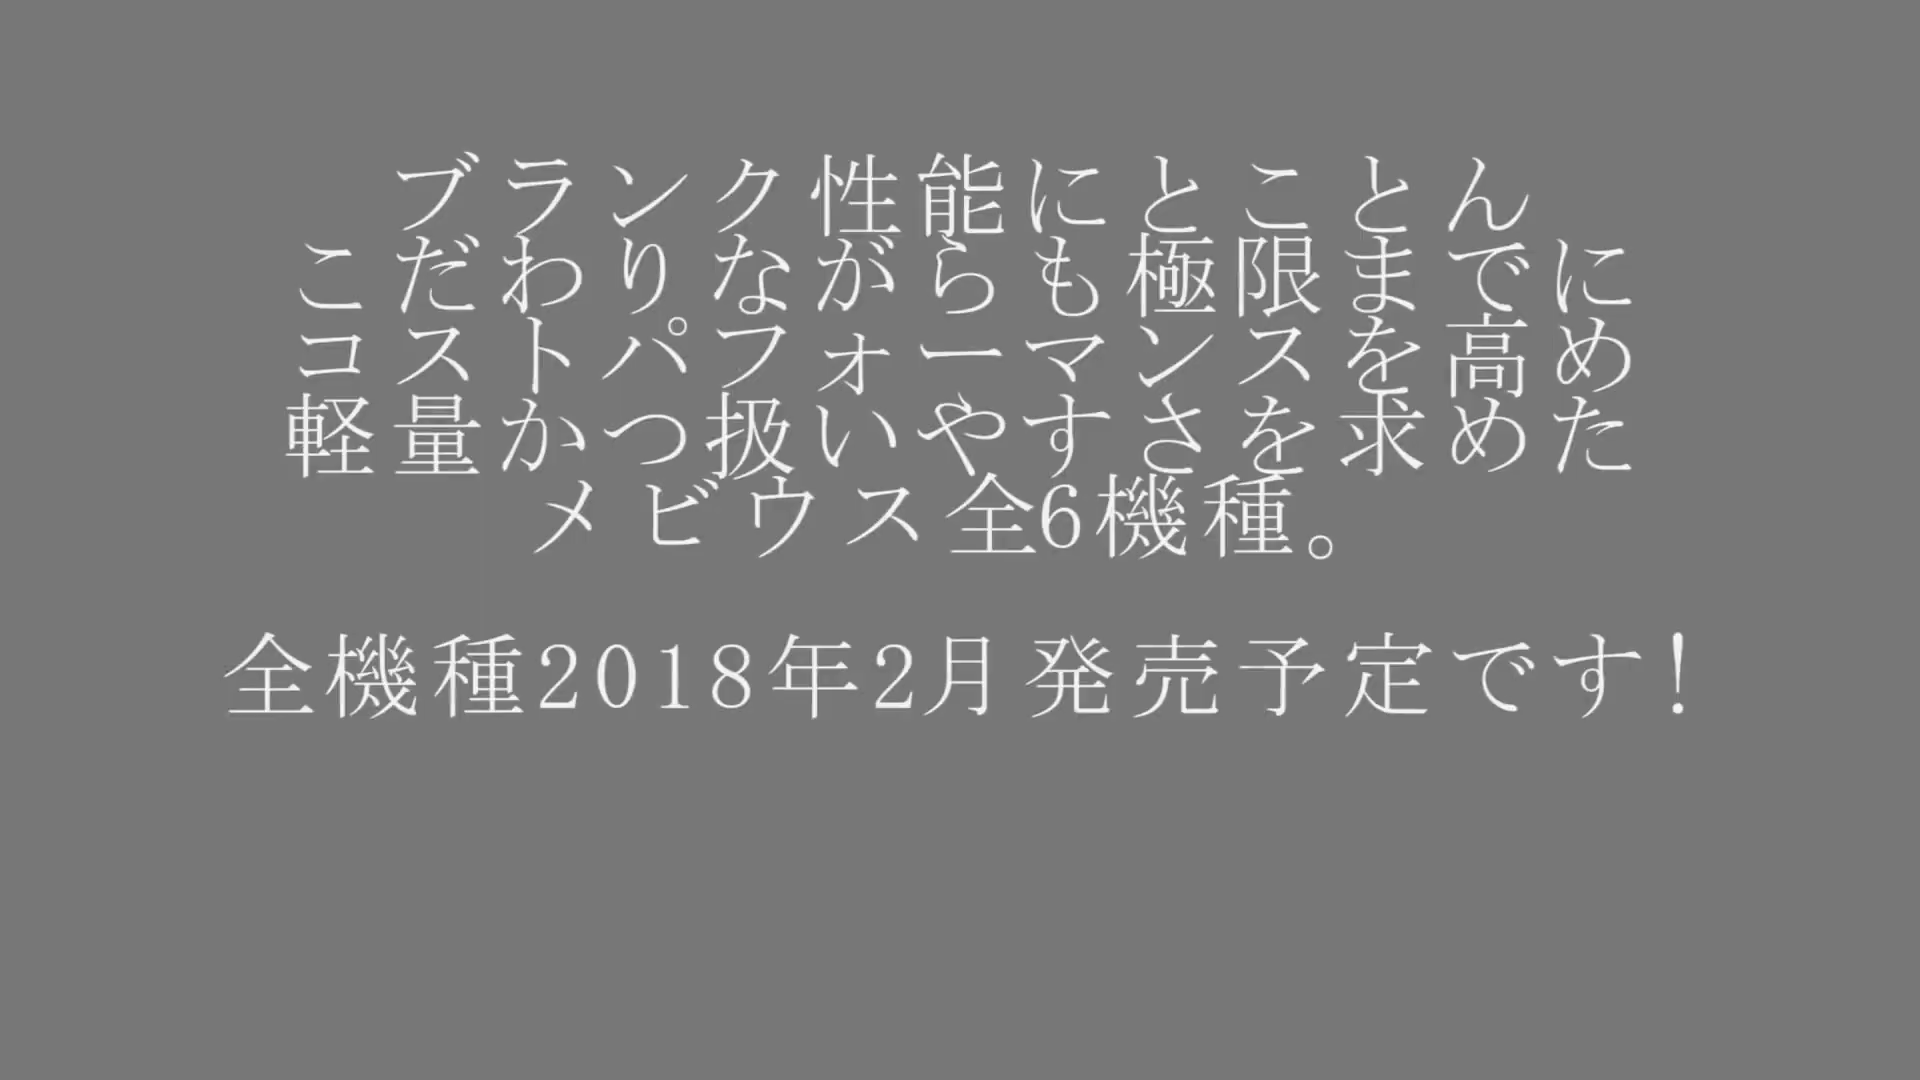 ブランク性能にとことん
こだわりながらも極限までに
コストパフォーマンスを高め
軽量かつ扱いやすさを求めた
メビウス全6機種。
全機種2018年2月発売予定です!